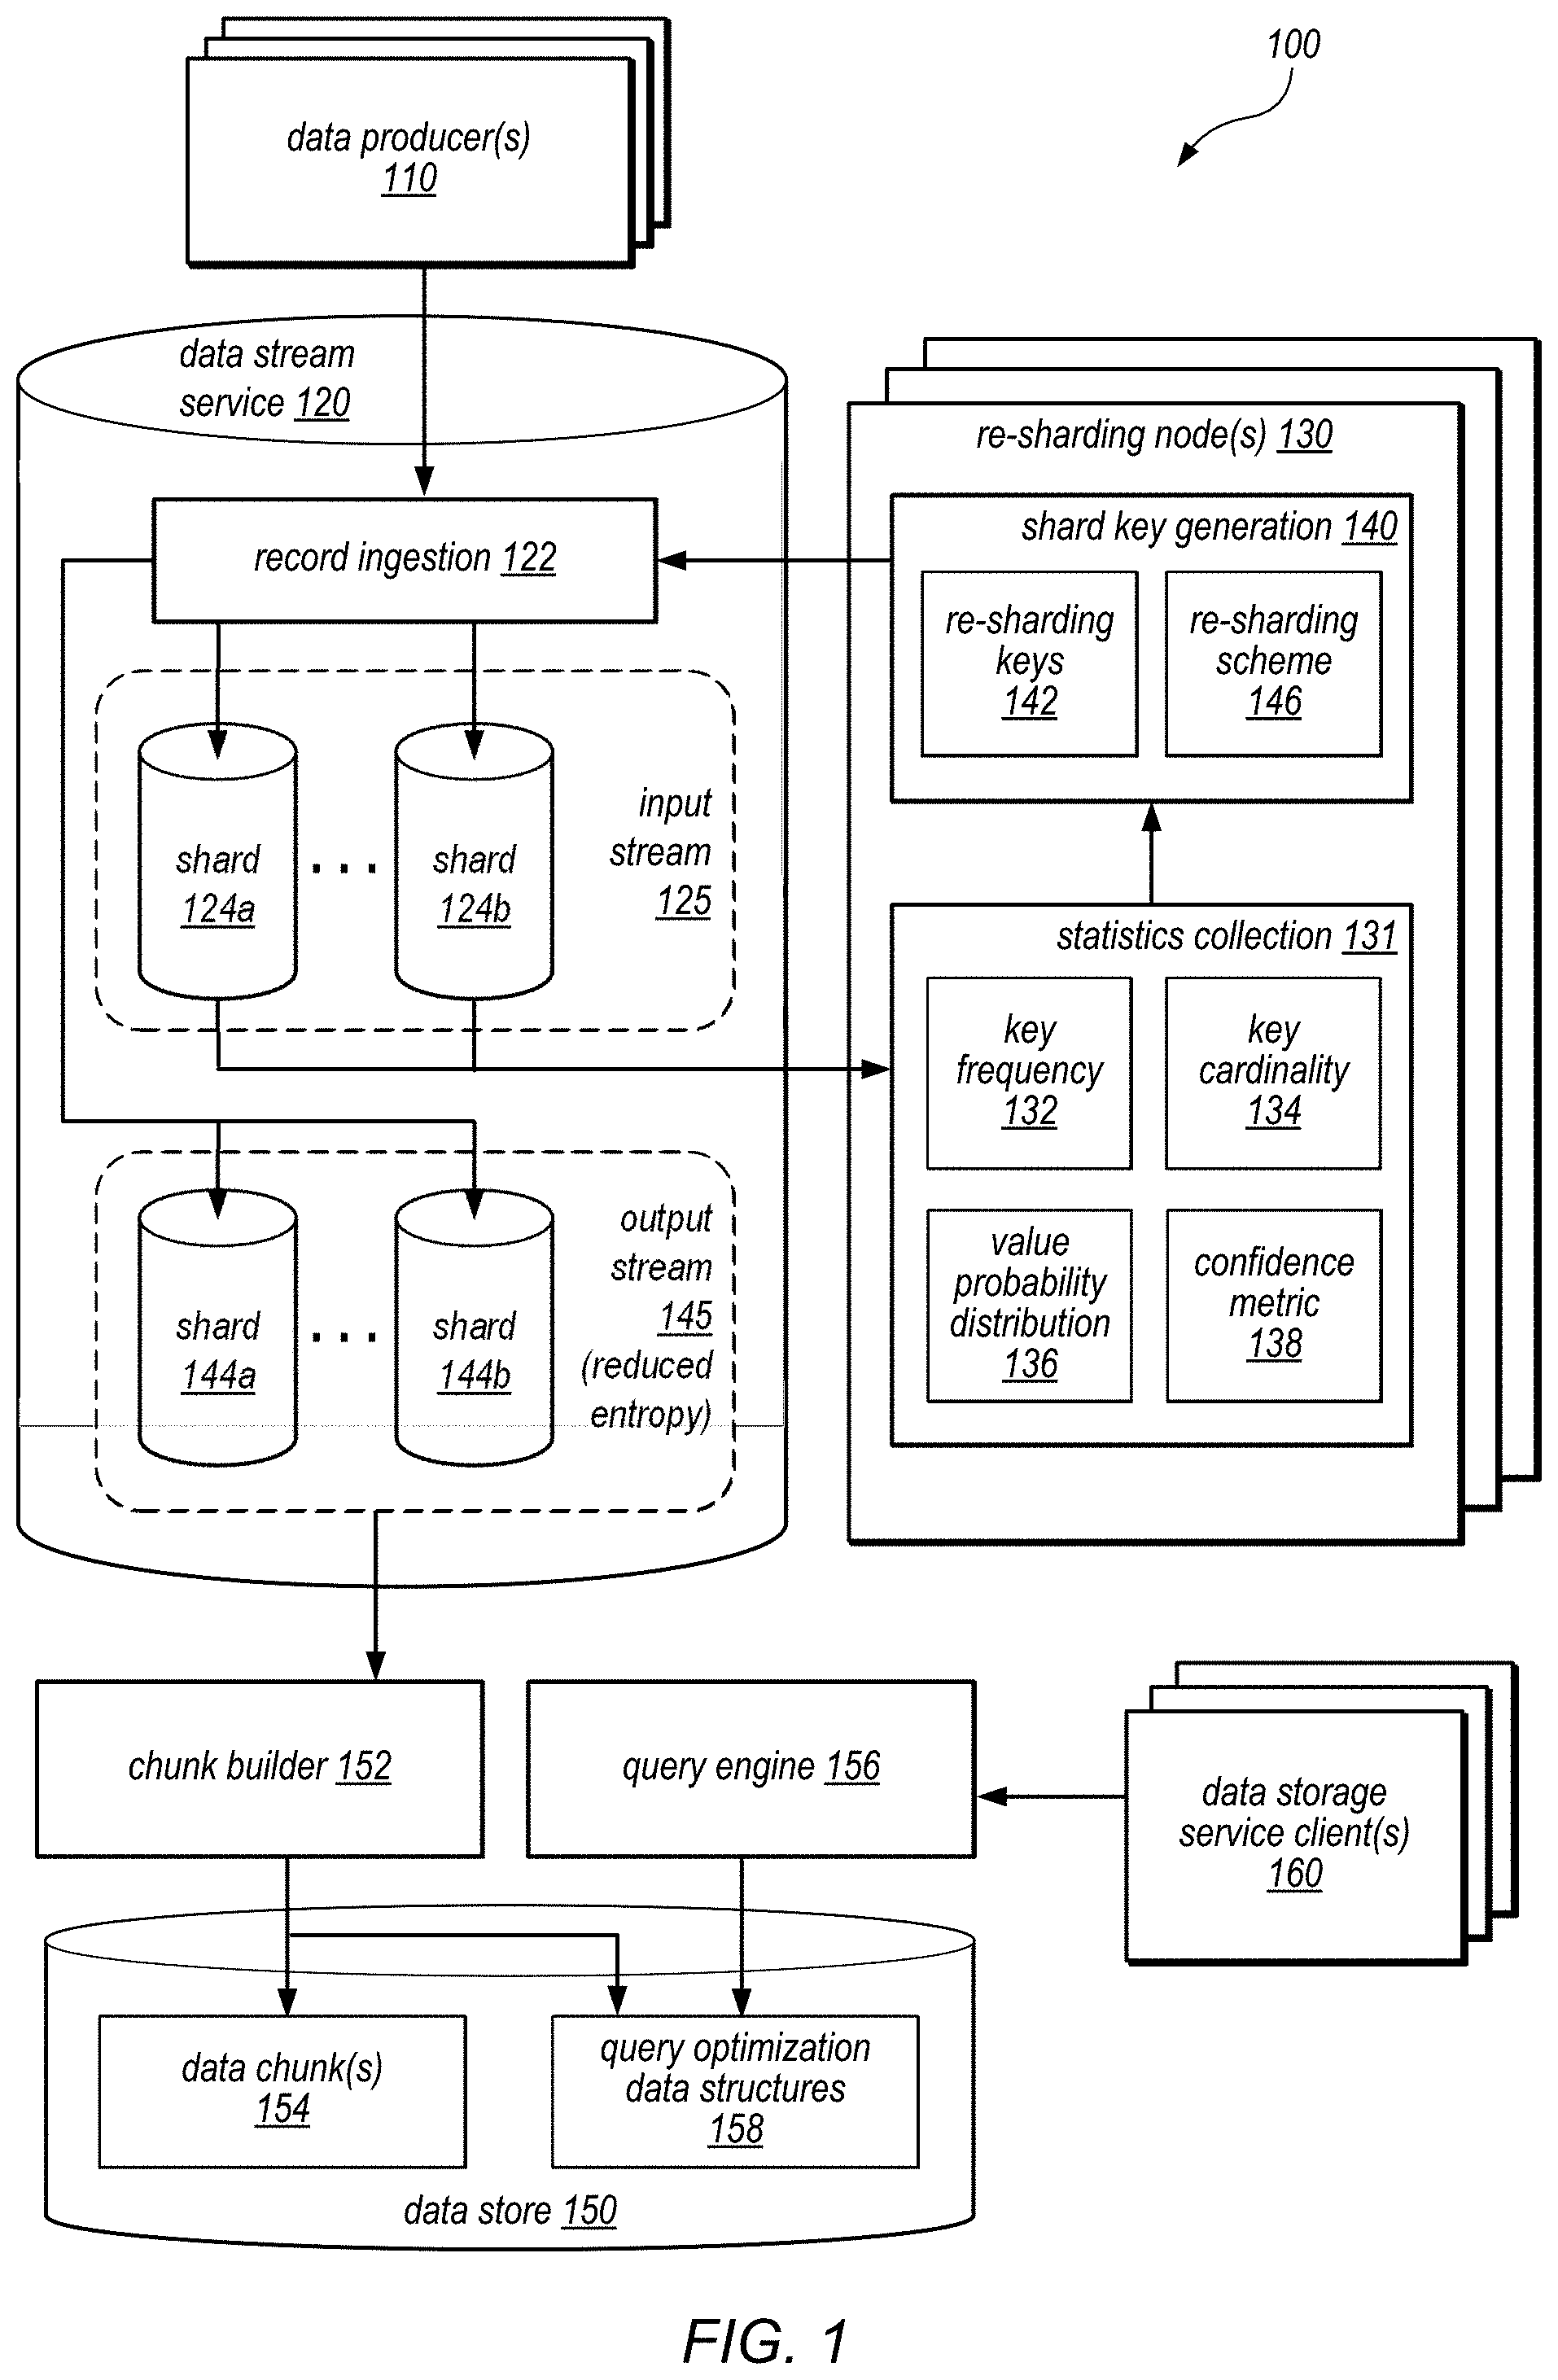 100
data producer(s)
110
data stream
service 120
record ingestion 122
shard
124a
. . .
shard
124b
input
stream
125
shard
144a
. . .
shard
144b
output
stream
145
(reduced
entropy)
re-sharding node(s) 130
shard key generation 140
re-sharding
keys
142
re-sharding
scheme
146
statistics collection 131
key
frequency
132
key
cardinality
134
value
probability
distribution
136
confidence
metric
138
chunk builder 152
query engine 156
data storage
service client(s)
160
data chunk(s)
154
query optimization
data structures
158
data store 150
FIG. 1